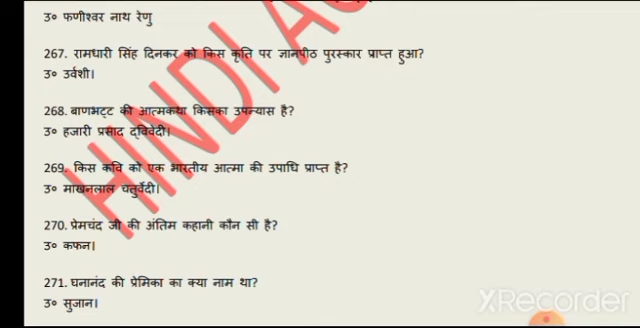 उ० फणीश्वर नाथ रेणु
267. रामधारी सिंह दिनकर को किस कृति पर ज्ञानपीठ पुरस्कार प्राप्त हुआ?
उ० उर्वशी।
268. बाणभट्ट की आत्मकथा किसका उपन्यास है?
उ० हजारी प्रसाद द्विवेदी।
269. किस कवि को एक भारतीय आत्मा की उपाधि प्राप्त है?
उ० माखनलाल चतुर्वेदी।
270. प्रेमचंद जी की अंतिम कहानी कौन सी है?
उ० कफन।
271. घनानंद की प्रेमिका का क्या नाम था?
उ० सुजान।
HINDI
XRecorder